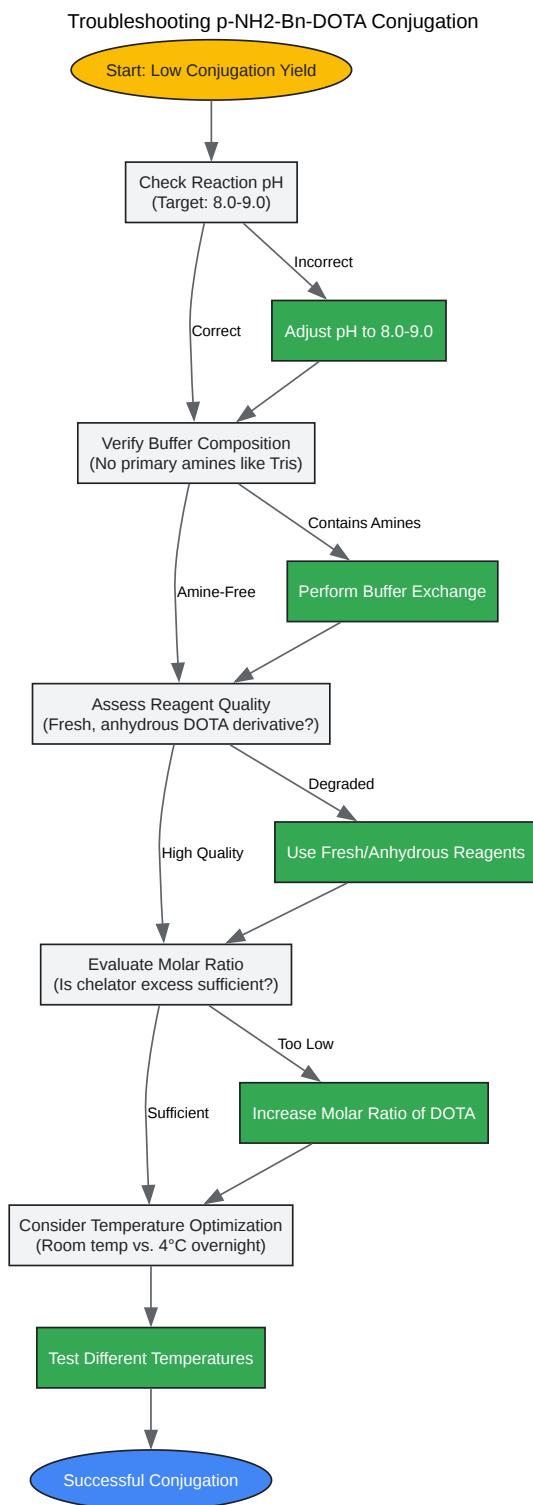 Troubleshooting p-NH2-Bn-DOTA Conjugation
Start: Low Conjugation Yield
Check Reaction pH
(Target: 8.0-9.0)
Incorrect
Correct
Adjust pH to 8.0-9.0
Verify Buffer Composition
(No primary amines like Tris)
Contains Amines
Amine-Free
Perform Buffer Exchange
Assess Reagent Quality
(Fresh, anhydrous DOTA derivative?)
Degraded
High Quality
Use Fresh/Anhydrous Reagents
Evaluate Molar Ratio
(Is chelator excess sufficient?)
Too Low
Sufficient
Increase Molar Ratio of DOTA
Consider Temperature Optimization
(Room temp vs. 4°C overnight)
Test Different Temperatures
Successful Conjugation